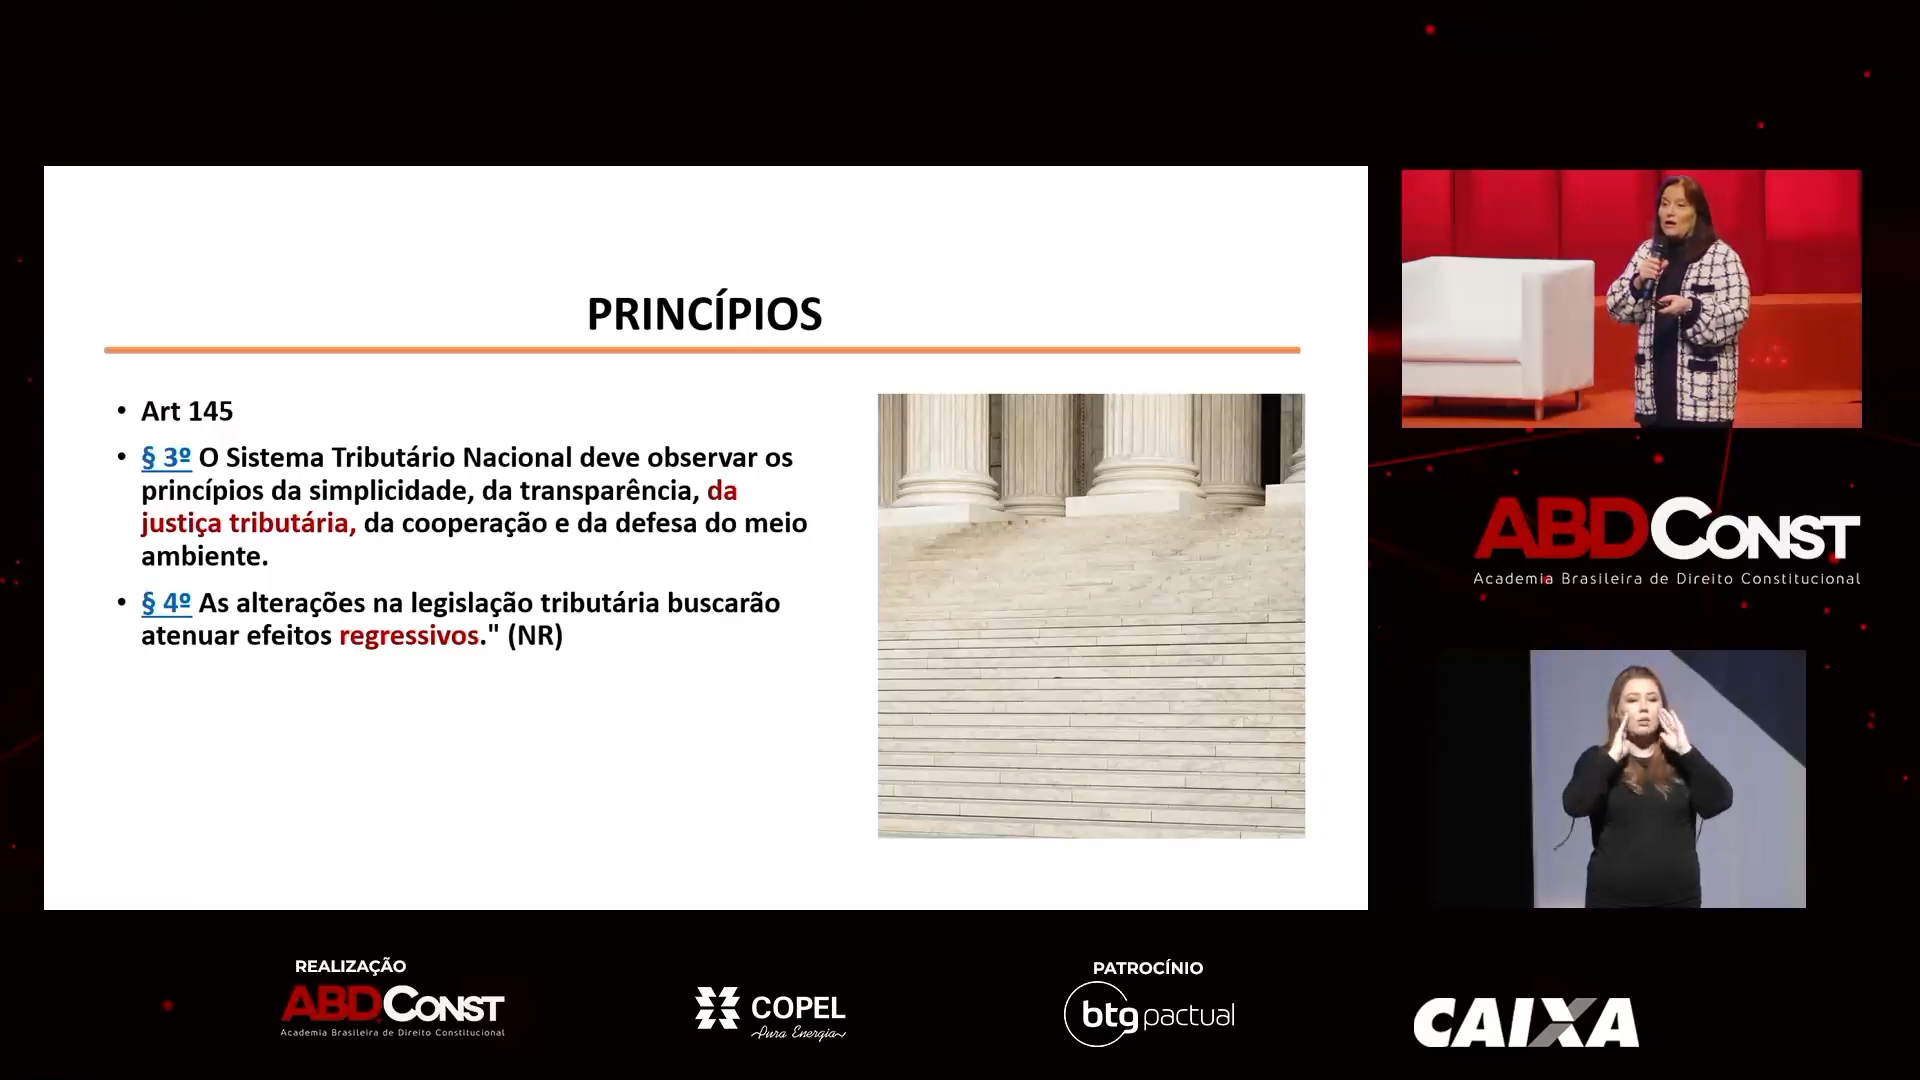 PRINCÍPIOS
• Art 145
• § 3º O Sistema Tributário Nacional deve observar os
princípios da simplicidade, da transparência, da
justiça tributária, da cooperação e da defesa do meio
ambiente.
• § 4º As alterações na legislação tributária buscarão
atenuar efeitos regressivos." (NR)
ABDCONST
Academia Brasileira de Direito Constitucional
REALIZAÇÃO
ABDCONST
Academia Brasileira de Direito Constitucional
COPEL
Pura Energia
PATROCÍNIO
btg pactual
CAIXA